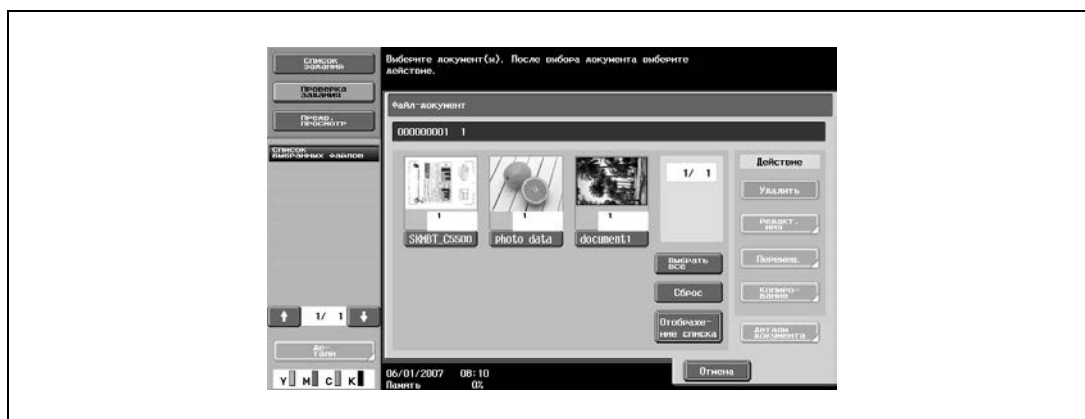 Список
задания
Проверка
задания
Пред.
просмотр
Список
выбранных файлов
1/ 1
Де-
тали
Y M C K
Выберите документ(ы). После выбора документа выберите
действие.
Файл-документ
000000001 1
1
SKMBT_C5500
1
photo data
1
document1
1/ 1
Выбрать
все
Сброс
Отображе-
ние списка
Действие
Удалить
Редакт.
имя
Перемещ.
Копиро-
вание
Детали
документа
06/01/2007 08:10
Память 0%
Отмена